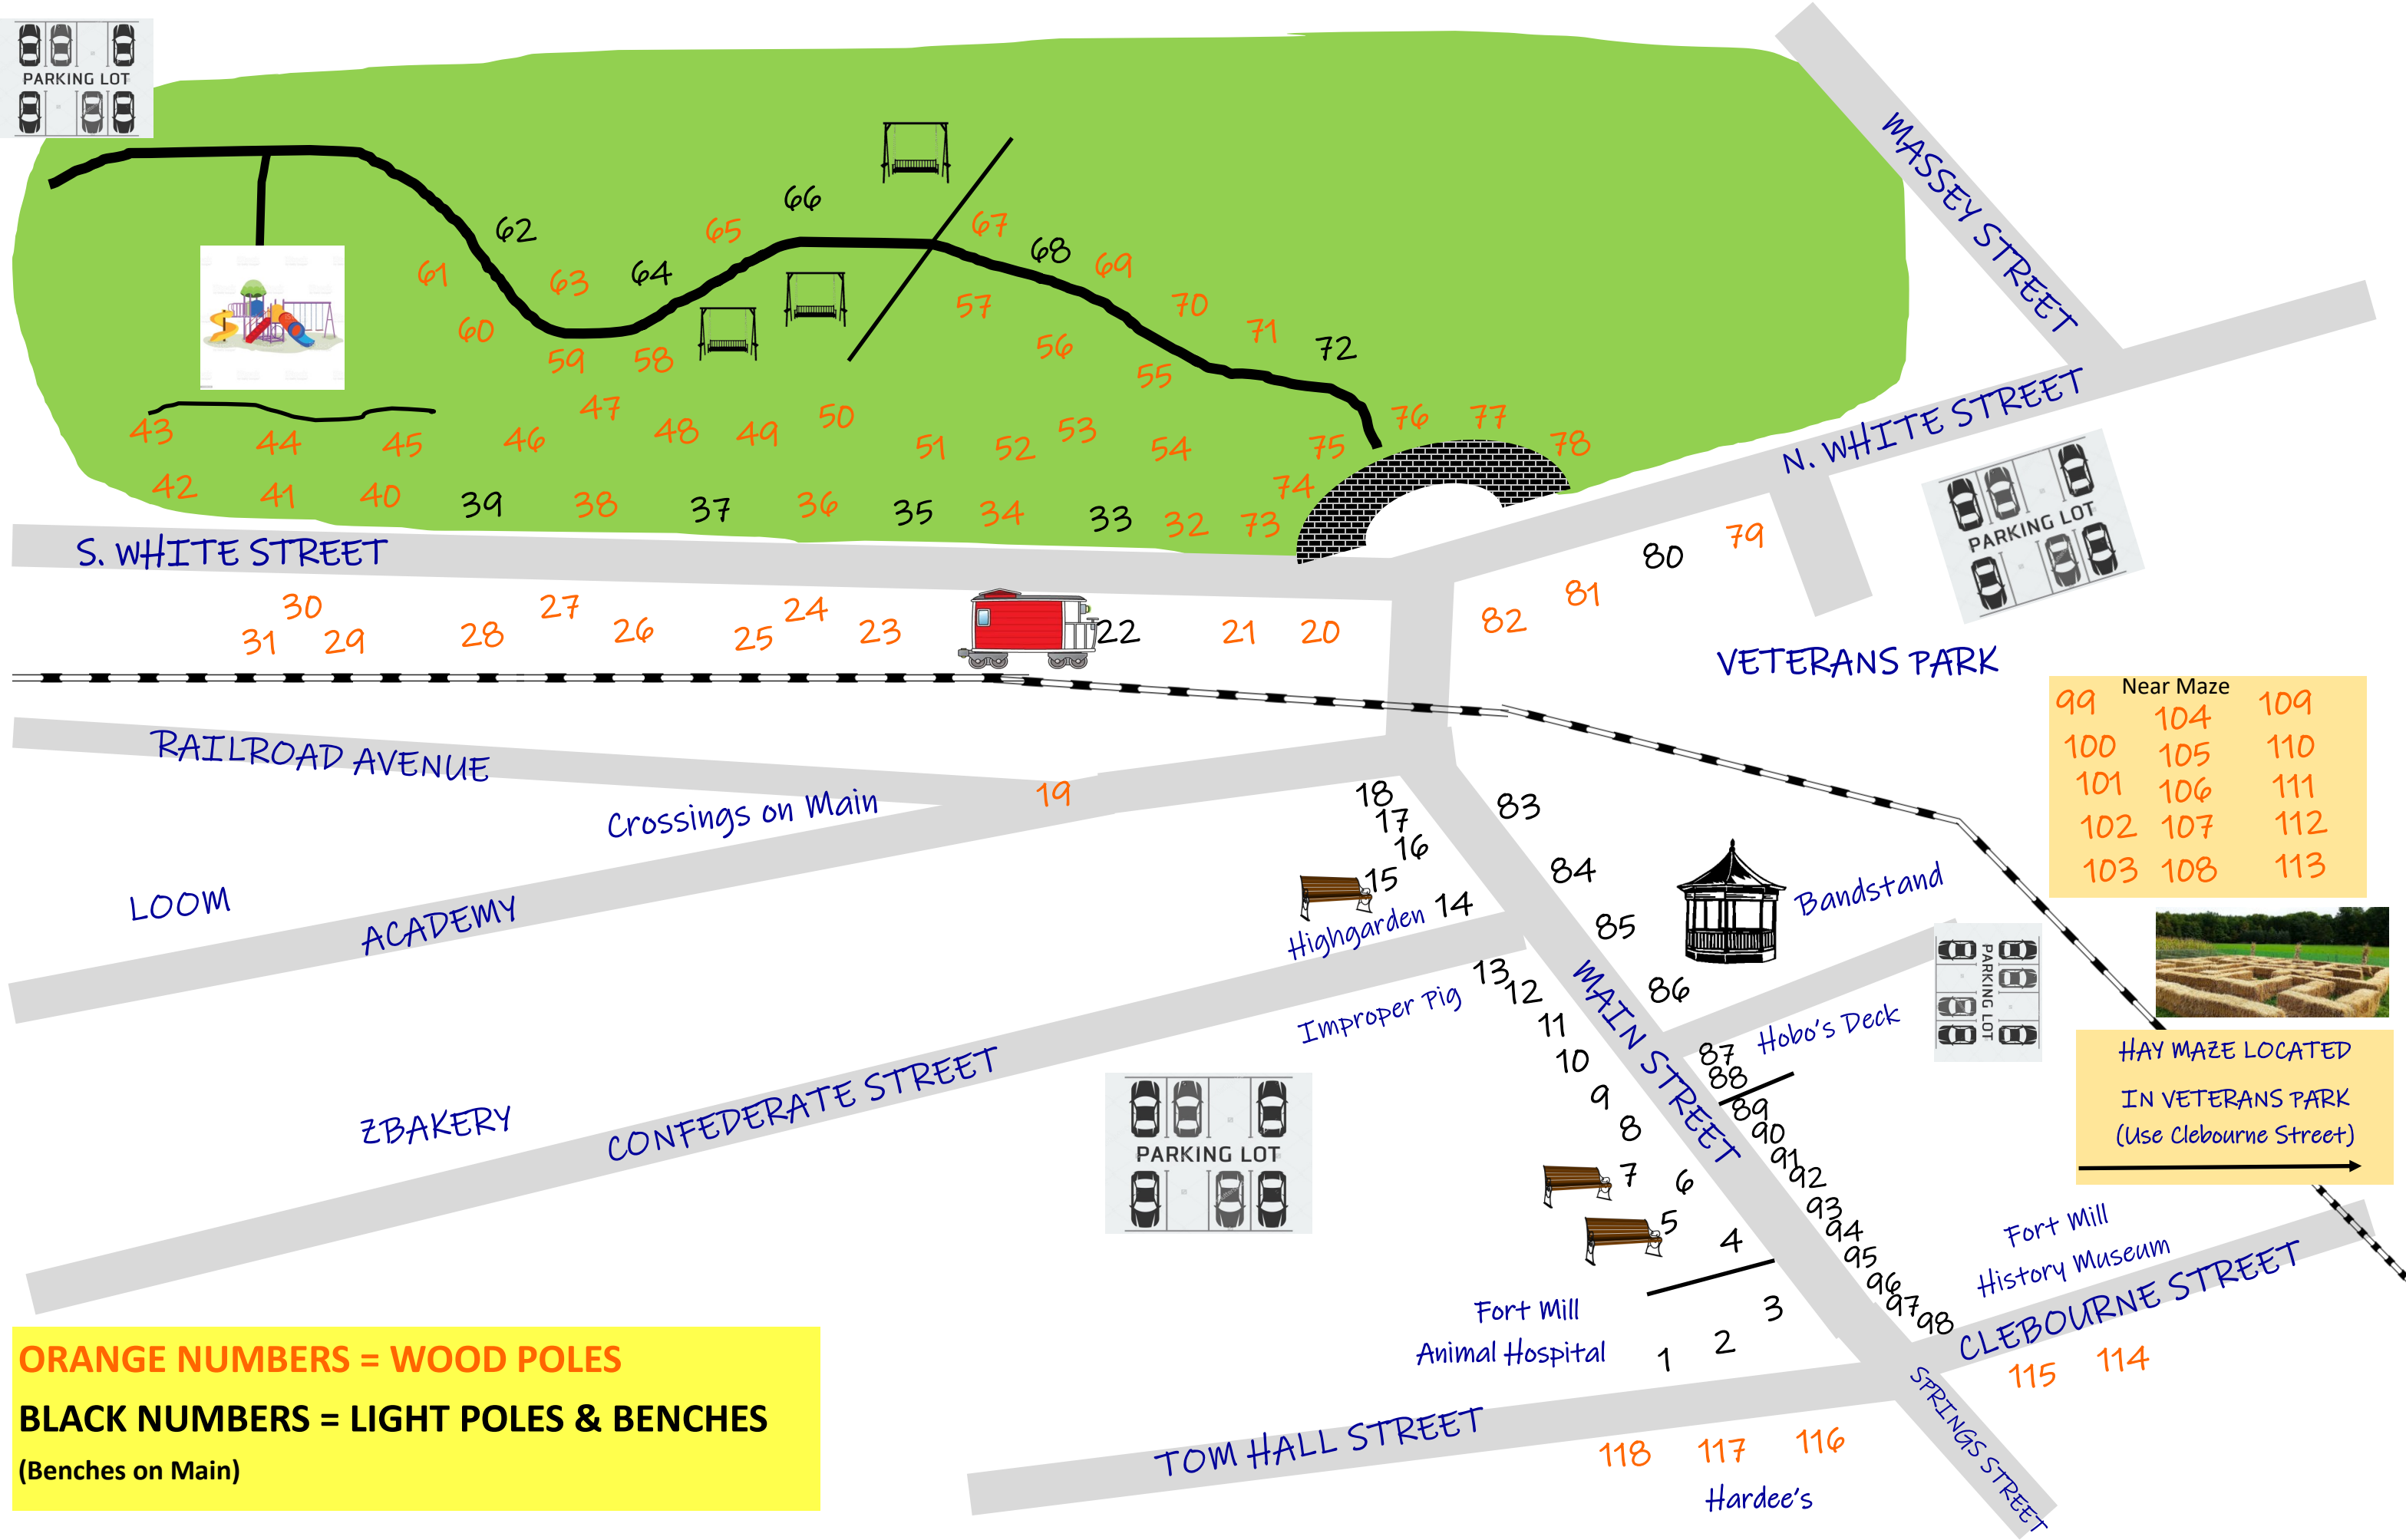 PARKING LOT
MASSEY STREET
62
66
65
61
63
64
67
68
69
60
59
58
57
70
56
71
55
72
43
44
45
46
47
48
49
50
51
52
53
54
75
76
77
78
42
41
40
39
38
37
36
35
34
33
32
73
74
N. WHITE STREET
PARKING LOT
S. WHITE STREET
79
80
81
82
30
31
29
28
27
26
25
24
23
22
21
20
VETERANS PARK
Near Maze
99 104 109
100 105 110
101 106 111
102 107 112
103 108 113
RAILROAD AVENUE
Crossings on Main
19
LOOM
ACADEMY
18
17
16
15
14
Highgarden
83
84
85
86
Bandstand
PARKING LOT
MAIN STREET
Hobo's Deck
13
12
11
10
9
8
7
6
5
4
3
2
1
Improper Pig
87
88
89
90
91
92
93
94
95
96
97
98
HAY MAZE LOCATED
IN VETERANS PARK
(Use Clebourne Street)
ZBAKERY
CONFEDERATE STREET
PARKING LOT
Fort Mill
History Museum
CLEBOURNE STREET
Fort Mill
Animal Hospital
115
114
SPRINGS STREET
TOM HALL STREET
118
117
116
Hardee's
ORANGE NUMBERS = WOOD POLES
BLACK NUMBERS = LIGHT POLES & BENCHES
(Benches on Main)